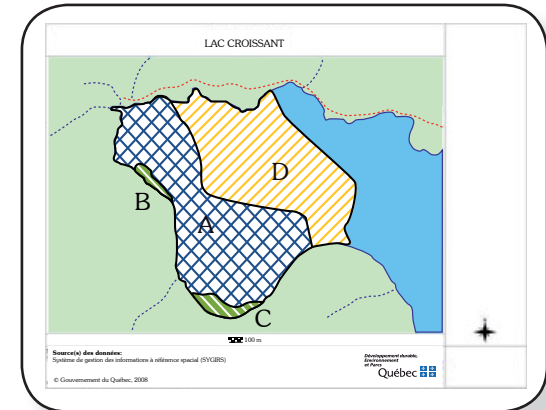 LAC CROISSANT
D
B
A
C
100 m
Source(s) des données:
Système de gestion des informations à référence spacial (SYGIRS)
© Gouvernement du Québec, 2008
Développement durable,
Environnement
et Parcs
Québec